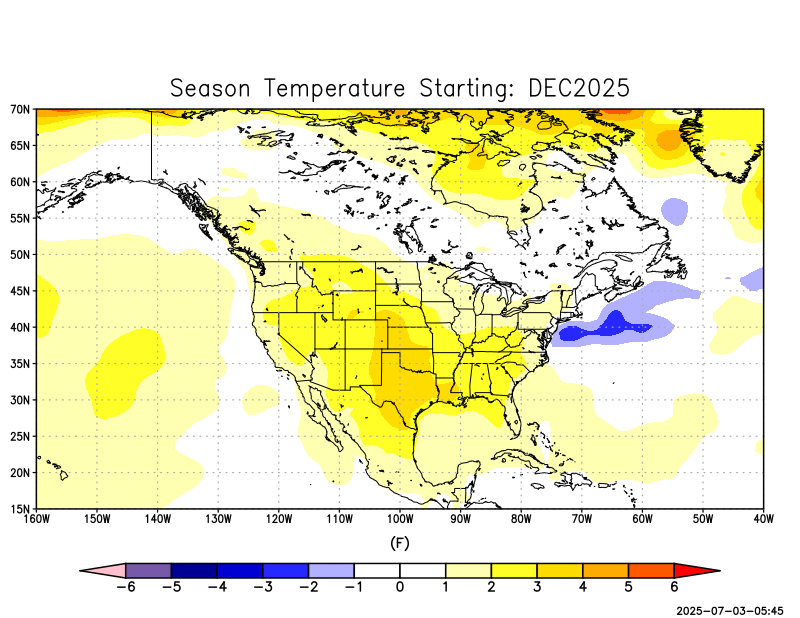 Season Temperature Starting: DEC2025
70N
65N
60N
55N
50N
45N
40N
35N
30N
25N
20N
15N
160W 150W 140W 130W 120W 110W 100W 90W 80W 70W 60W 50W 40W
(F)
−6 −5 −4 −3 −2 −1 0 1 2 3 4 5 6
2025-07-03-05:45